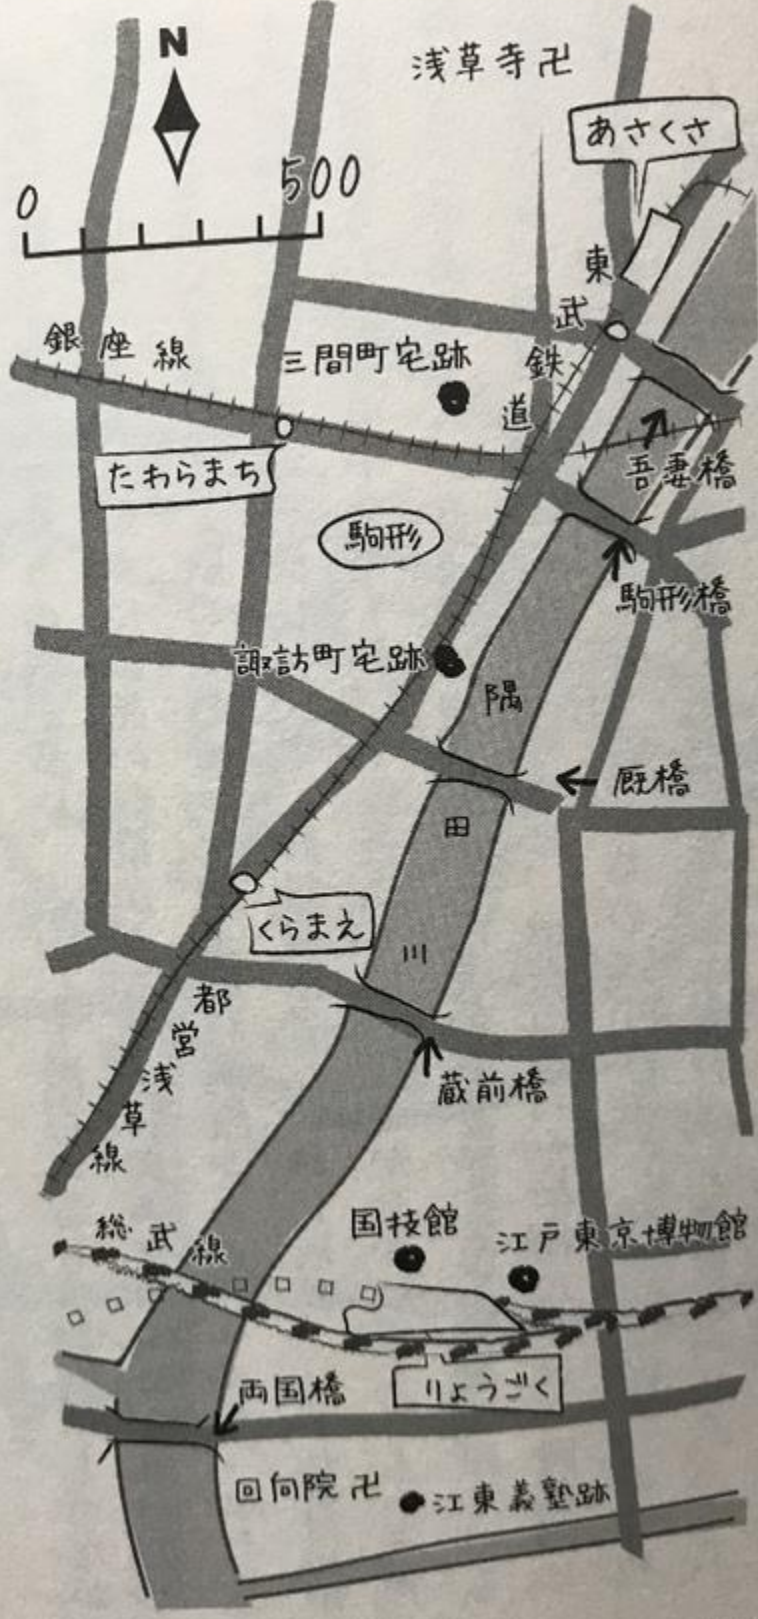 N
浅草寺卍
0 500
あさくさ
東武鉄道
銀座線
三間町宅跡
たわらまち
吾妻橋
駒形
駒形橋
諏訪町宅跡
隅田川
厩橋
くらまえ
都営浅草線
蔵前橋
国技館
江戸東京博物館
総武線
りょうごく
両国橋
回向院卍
江東義塾跡